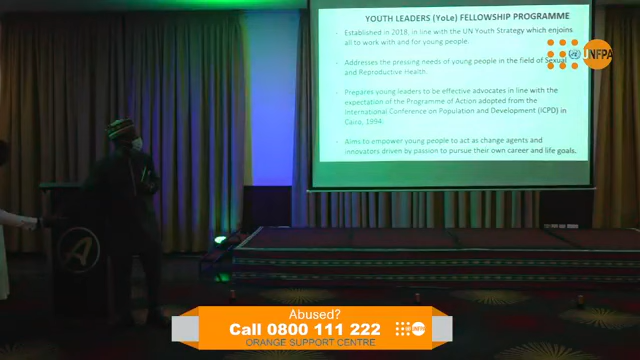 YOUTH LEADERS (YoLe) FELLOWSHIP PROGRAMME
- Established in 2018, in line with the UN Youth Strategy which enjoins
all to work with and for young people.
- Addresses the pressing needs of young people in the field of Sexual
and Reproductive Health.
- Prepares young leaders to be effective advocates in line with the
expectation of the Programme of Action adopted from the
International Conference on Population and Development (ICPD) in
Cairo, 1994.
- Aims to empower young people to act as change agents and
innovators driven by passion to pursue their own career and life goals.
UNFPA
A
Abused?
Call 0800 111 222
UNFPA
ORANGE SUPPORT CENTRE